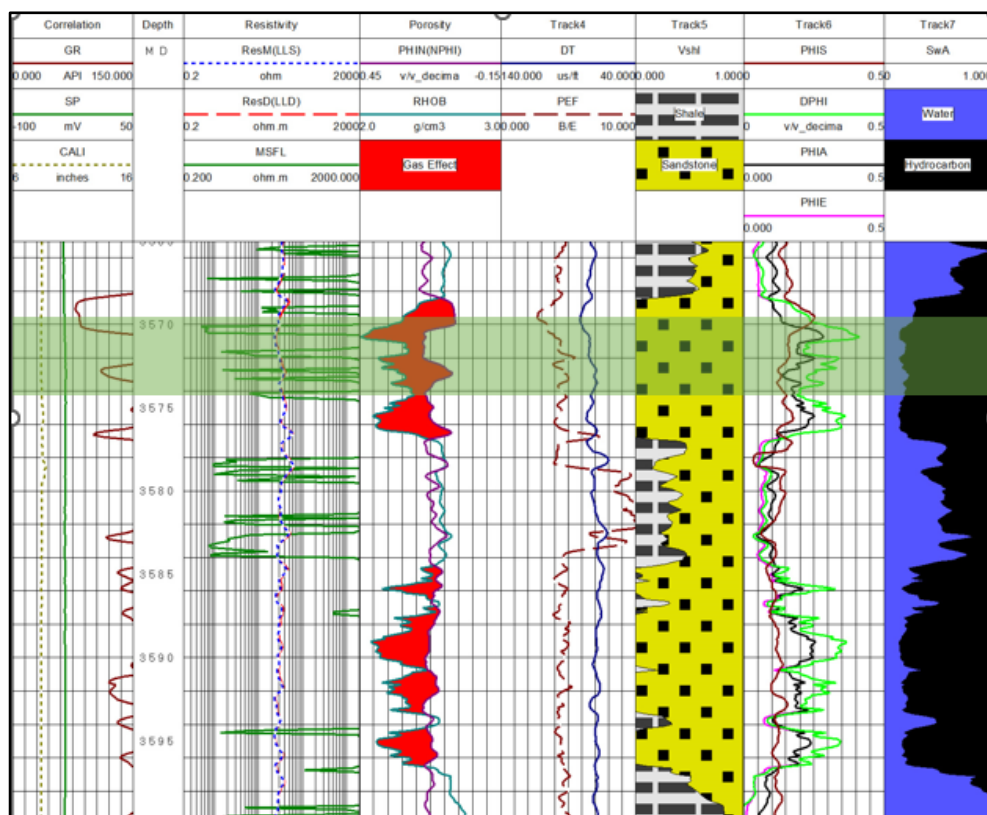 Correlation Depth Resistivity Porosity Track4 Track5 Track6 Track7
GR M D ResM(LLS) PHIN(NPHI) DT Vshl PHIS SwA
0.000 API 150.000 0.2 ohm 2000 0.45 v/v_decima -0.15 140.000 us/ft 40.000 0.000 1.000 0.50 1.000
SP ResD(LLD) RHOB PEF Shale DPHI Water
-100 mV 50 0.2 ohm.m 2000 2.0 g/cm3 3.00 0.000 B/E 10.000 v/v_decima 0.5
CALI MSFL Gas Effect Sandstone PHIA Hydrocarbon
6 inches 16 0.200 ohm.m 2000.000 0.000 0.5
PHIE
0.000 0.5
3570
3575
3580
3585
3590
3595